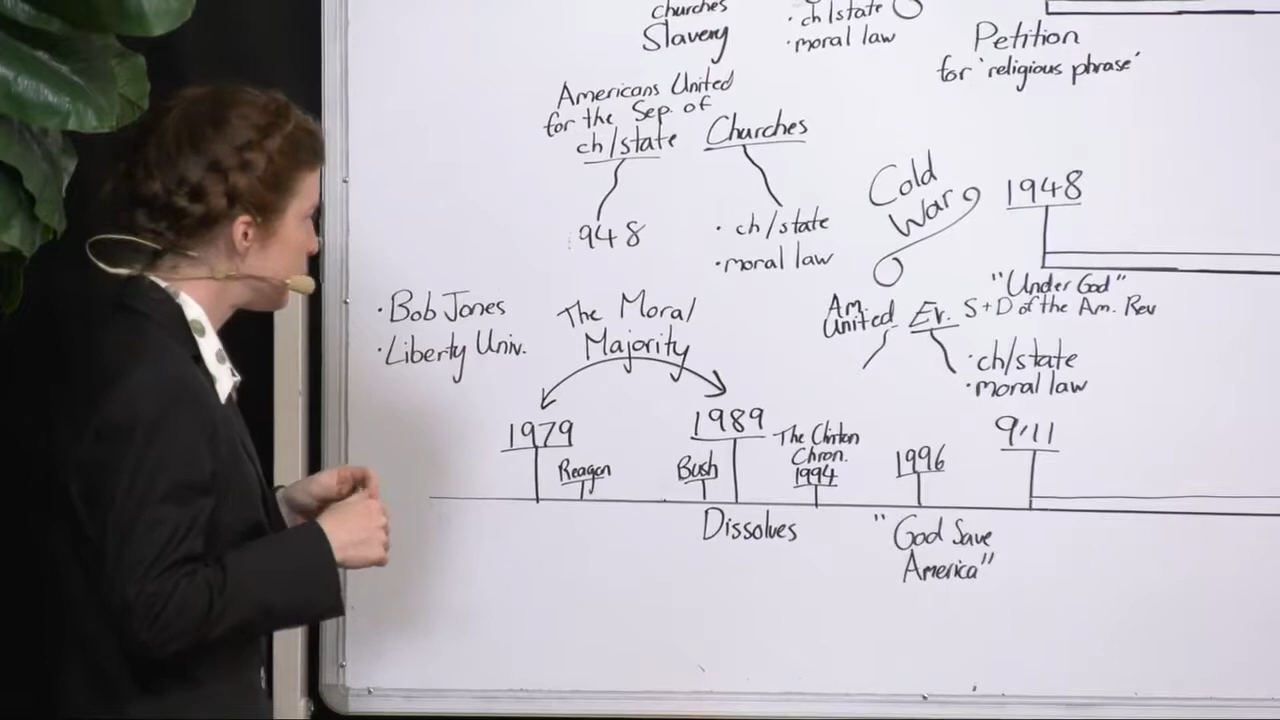 churches
Slavery
· ch/state
· moral law
Petition
for 'religious phrase'
Americans United
for the Sep. of
ch/state
Churches
948
· ch/state
· moral law
Cold
War
1948
"Under God"
S+D of the Am. Rev
Am.
United
Ev.
· ch/state
· moral law
· Bob Jones
· Liberty Univ.
The Moral
Majority
1979
Reagan
1989
Bush
The Clinton
Chron.
1994
1996
9·11
Dissolves
"God Save
America"